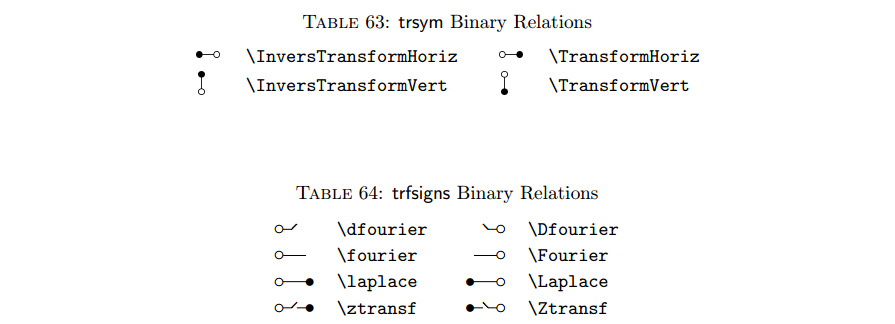 TABLE 63: trsym Binary Relations
\InversTransformHoriz \TransformHoriz
\InversTransformVert \TransformVert
TABLE 64: trfsigns Binary Relations
\dfourier \Dfourier
\fourier \Fourier
\laplace \Laplace
\ztransf \Ztransf